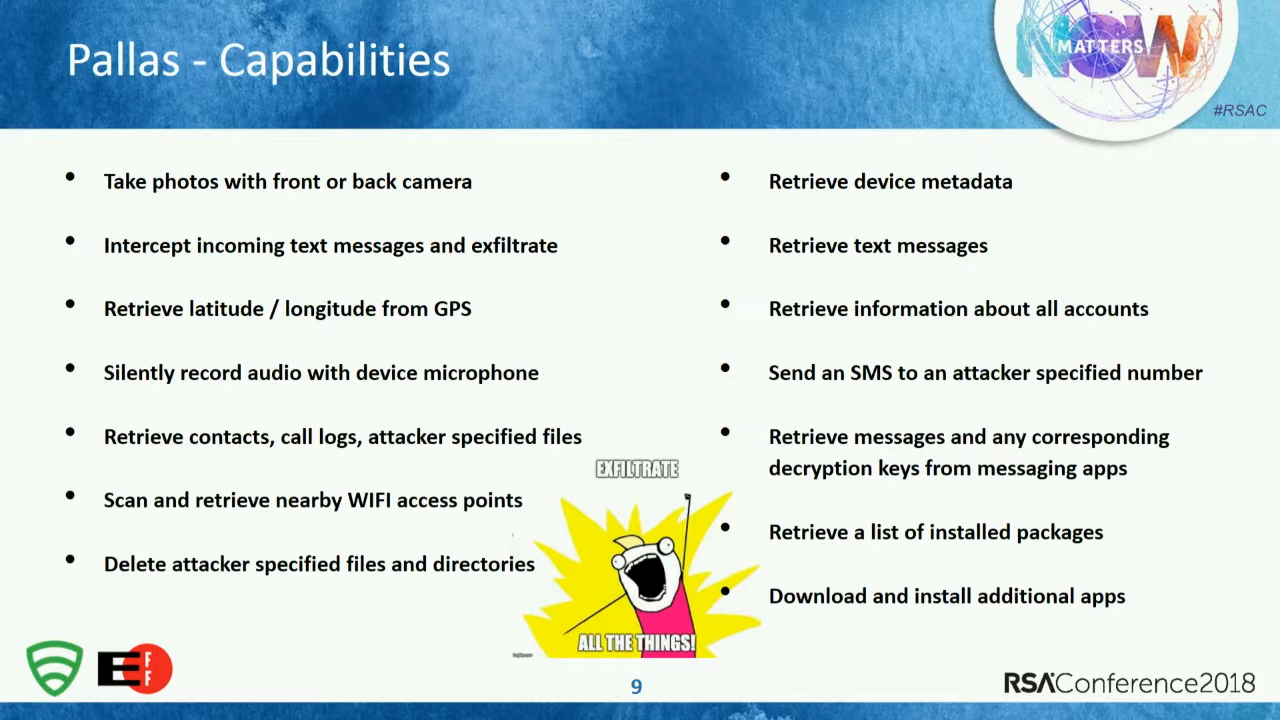 Pallas - Capabilities
NOW
MATTERS
#RSAC
• Take photos with front or back camera
• Intercept incoming text messages and exfiltrate
• Retrieve latitude / longitude from GPS
• Silently record audio with device microphone
• Retrieve contacts, call logs, attacker specified files
• Scan and retrieve nearby WIFI access points
• Delete attacker specified files and directories
• Retrieve device metadata
• Retrieve text messages
• Retrieve information about all accounts
• Send an SMS to an attacker specified number
• Retrieve messages and any corresponding
decryption keys from messaging apps
• Retrieve a list of installed packages
• Download and install additional apps
EXFILTRATE
ALL THE THINGS!
EFF
9
RSAConference2018